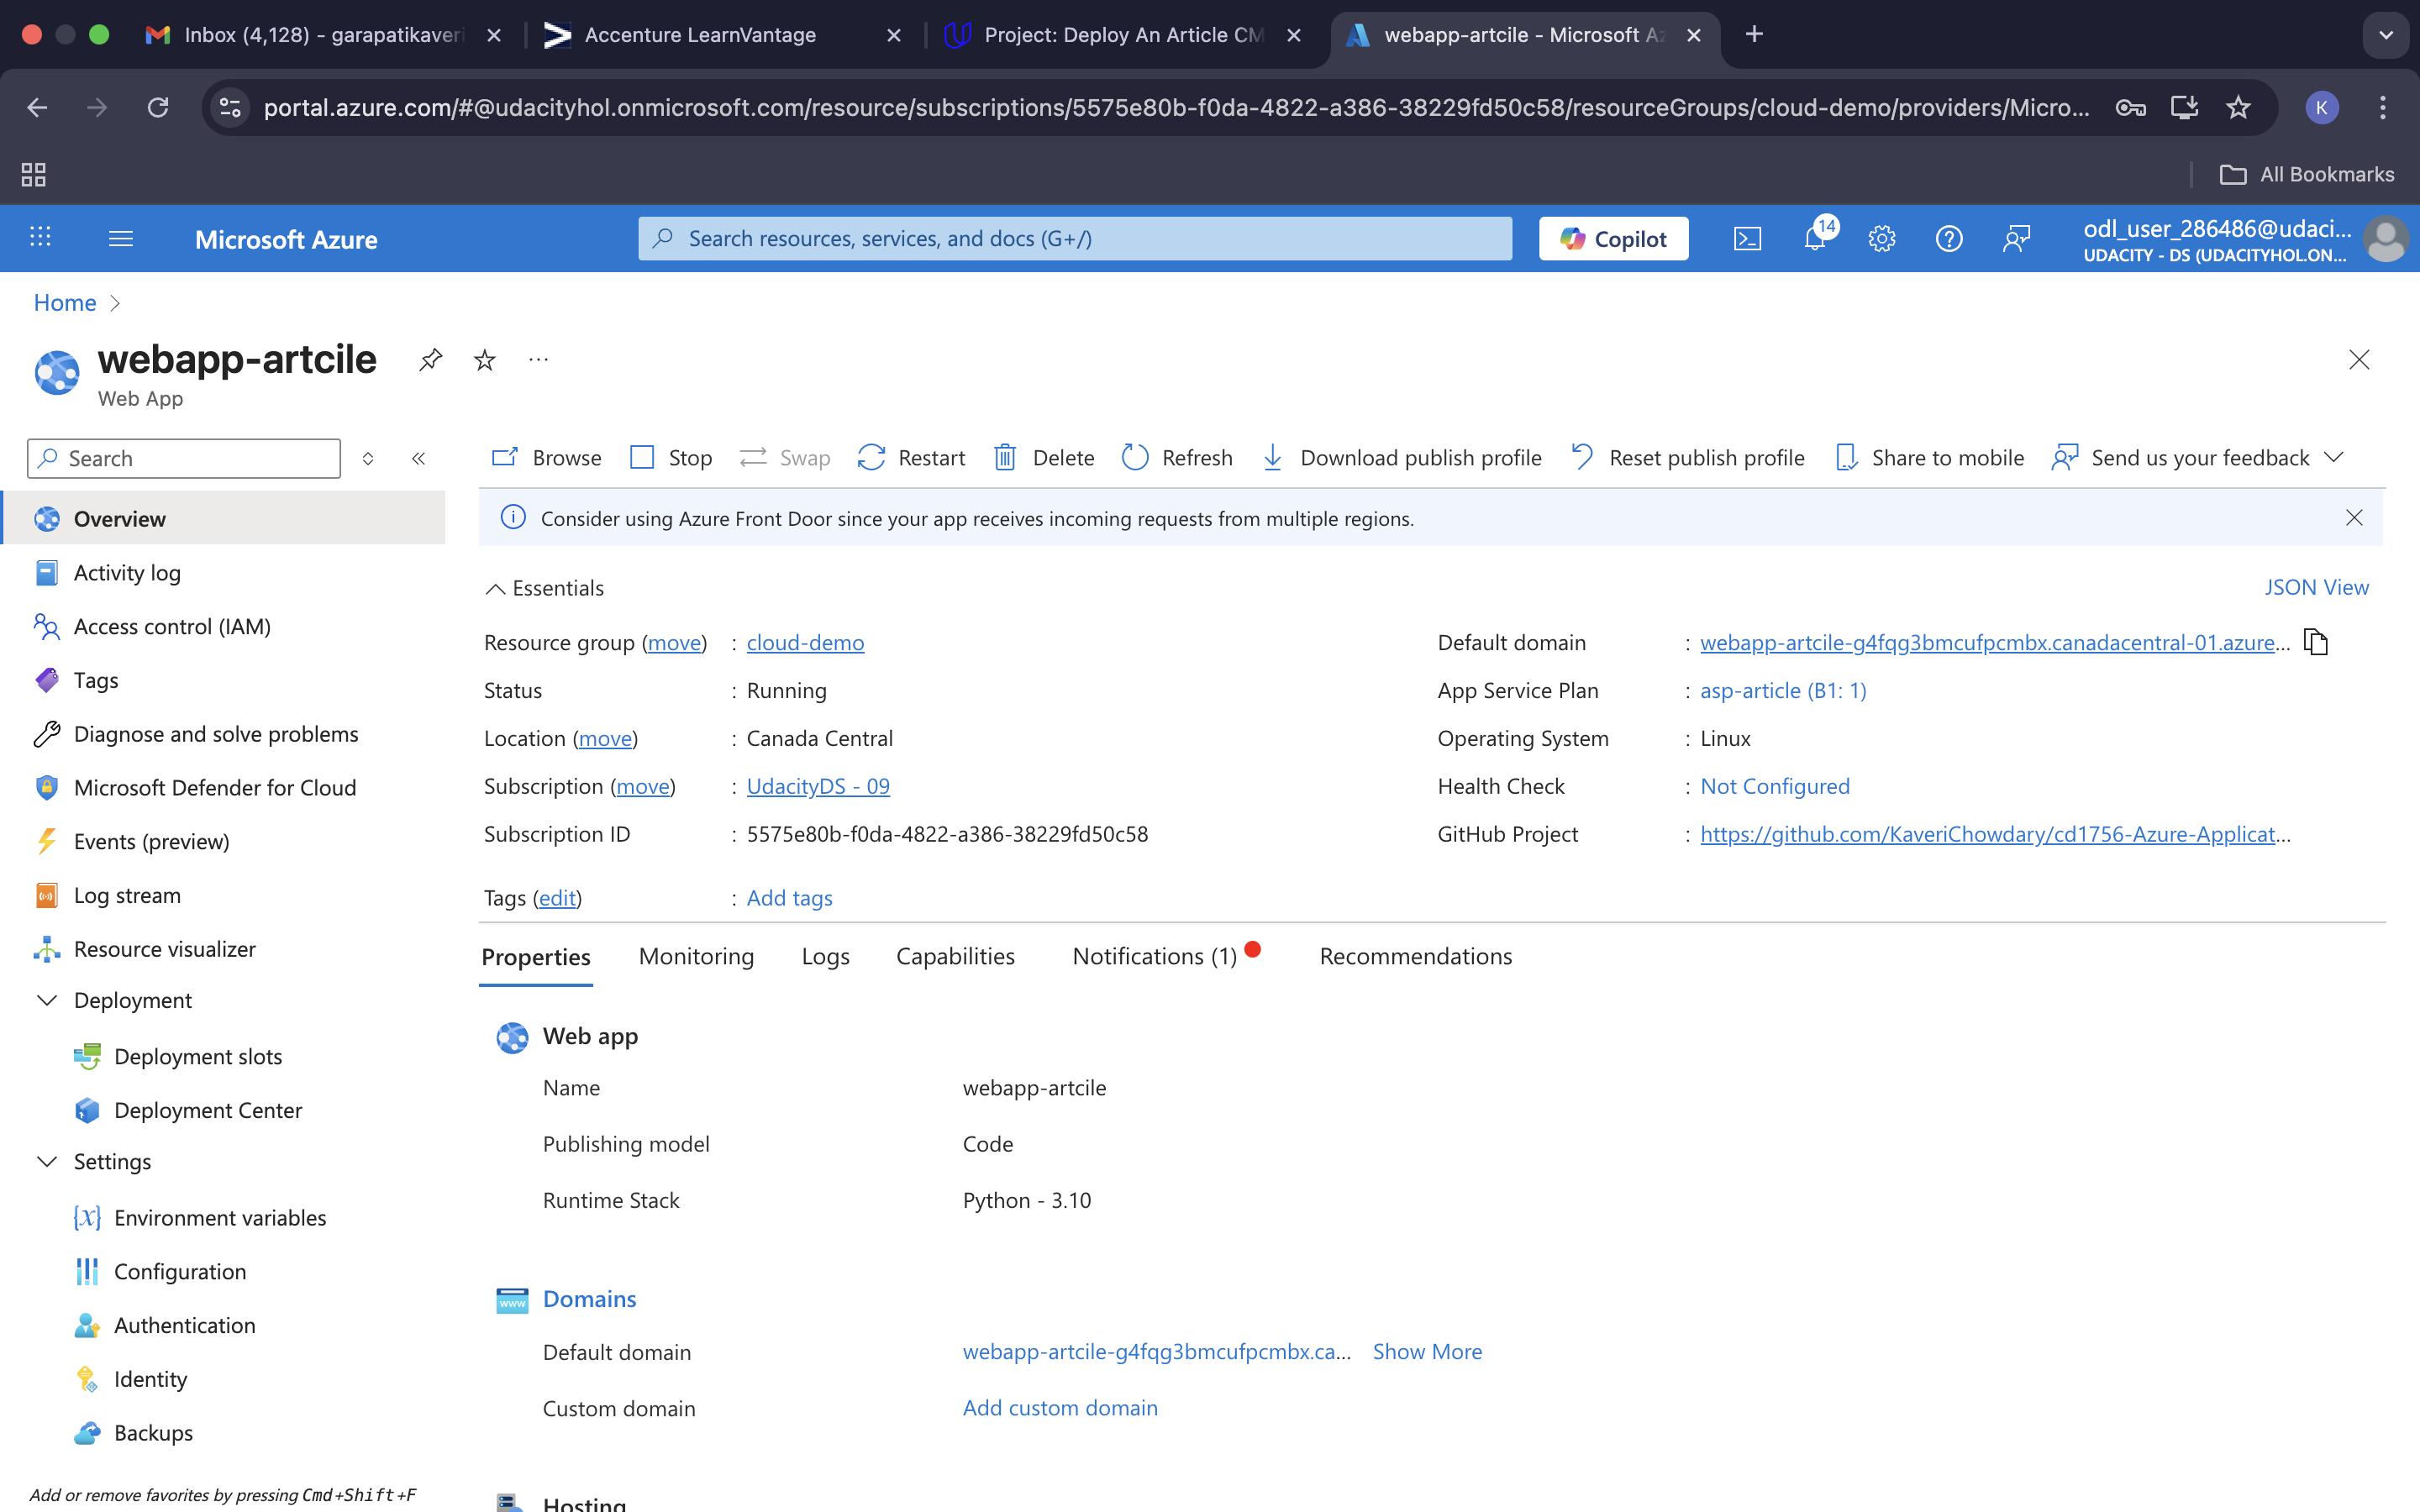 Inbox (4,128) - garapatikaveri
Accenture LearnVantage
Project: Deploy An Article CM
webapp-artcile - Microsoft Az
portal.azure.com/#@udacityhol.onmicrosoft.com/resource/subscriptions/5575e80b-f0da-4822-a386-38229fd50c58/resourceGroups/cloud-demo/providers/Micro...
K
All Bookmarks
Microsoft Azure
Search resources, services, and docs (G+/)
Copilot
14
odl_user_286486@udaci...
UDACITY - DS (UDACITYHOL.ON...
Home
webapp-artcile
Web App
Search
Browse
Stop
Swap
Restart
Delete
Refresh
Download publish profile
Reset publish profile
Share to mobile
Send us your feedback
Overview
Activity log
Access control (IAM)
Tags
Diagnose and solve problems
Microsoft Defender for Cloud
Events (preview)
Log stream
Resource visualizer
Deployment
Deployment slots
Deployment Center
Settings
Environment variables
Configuration
Authentication
Identity
Backups
Add or remove favorites by pressing Cmd+Shift+F
Consider using Azure Front Door since your app receives incoming requests from multiple regions.
Essentials
JSON View
Resource group (move) : cloud-demo
Status : Running
Location (move) : Canada Central
Subscription (move) : UdacityDS - 09
Subscription ID : 5575e80b-f0da-4822-a386-38229fd50c58
Tags (edit) : Add tags
Default domain : webapp-artcile-g4fqg3bmcufpcmbx.canadacentral-01.azure...
App Service Plan : asp-article (B1: 1)
Operating System : Linux
Health Check : Not Configured
GitHub Project : https://github.com/KaveriChowdary/cd1756-Azure-Applicat...
Properties
Monitoring
Logs
Capabilities
Notifications (1)
Recommendations
Web app
Name webapp-artcile
Publishing model Code
Runtime Stack Python - 3.10
www
Domains
Default domain webapp-artcile-g4fqg3bmcufpcmbx.ca... Show More
Custom domain Add custom domain
Hosting